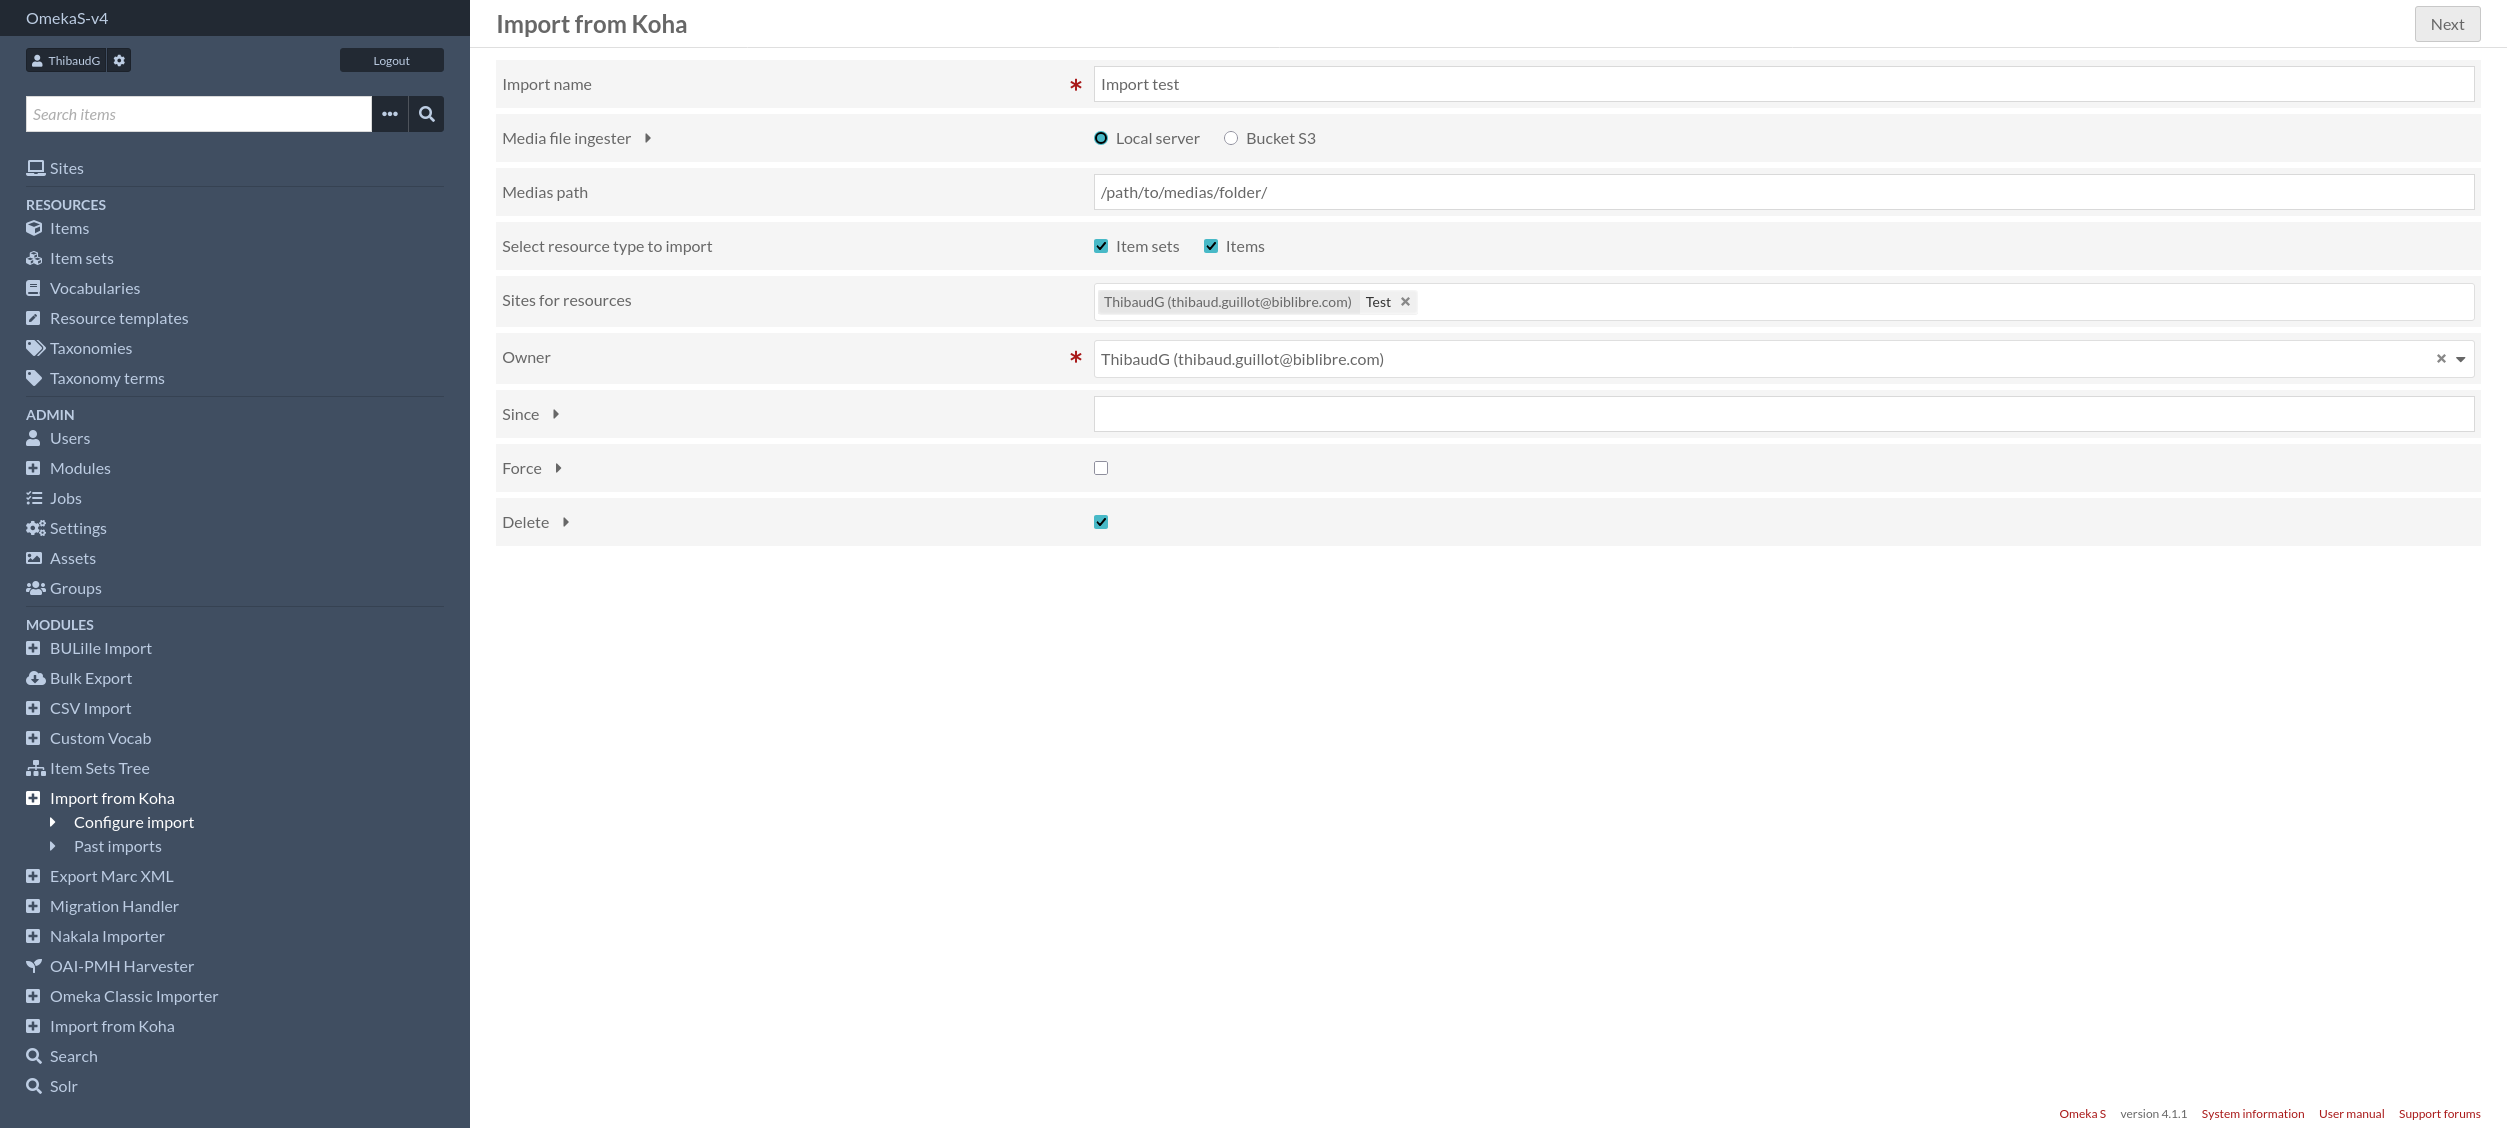 OmekaS-v4
ThibaudG
Logout
Search items
Sites
RESOURCES
Items
Item sets
Vocabularies
Resource templates
Taxonomies
Taxonomy terms
ADMIN
Users
Modules
Jobs
Settings
Assets
Groups
MODULES
BULille Import
Bulk Export
CSV Import
Custom Vocab
Item Sets Tree
Import from Koha
Configure import
Past imports
Export Marc XML
Migration Handler
Nakala Importer
OAI-PMH Harvester
Omeka Classic Importer
Import from Koha
Search
Solr
Import from Koha
Next
Import name * Import test
Media file ingester Local server Bucket S3
Medias path /path/to/medias/folder/
Select resource type to import Item sets Items
Sites for resources ThibaudG (thibaud.guillot@biblibre.com) Test ×
Owner * ThibaudG (thibaud.guillot@biblibre.com) ×
Since
Force
Delete
Omeka S version 4.1.1 System information User manual Support forums